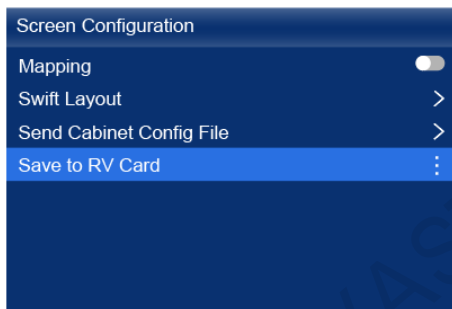 Screen Configuration
Mapping
Swift Layout
Send Cabinet Config File
Save to RV Card